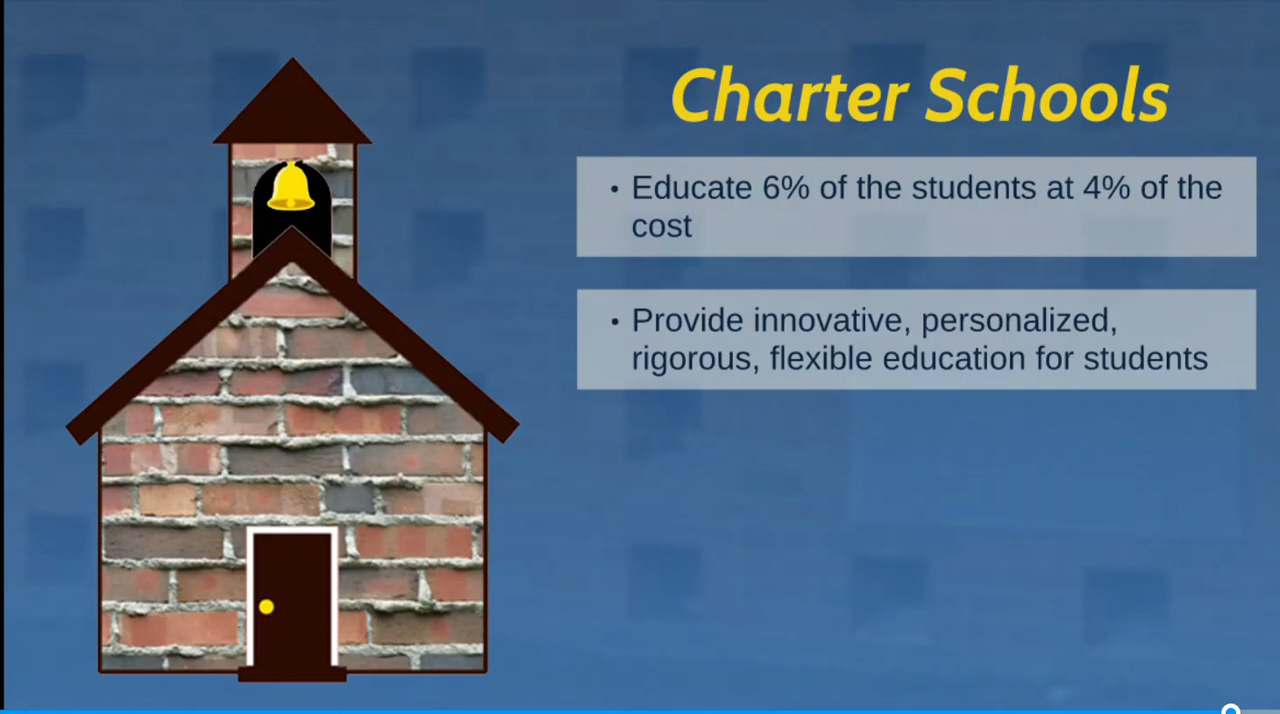 Charter Schools
• Educate 6% of the students at 4% of the
cost
• Provide innovative, personalized,
rigorous, flexible education for students